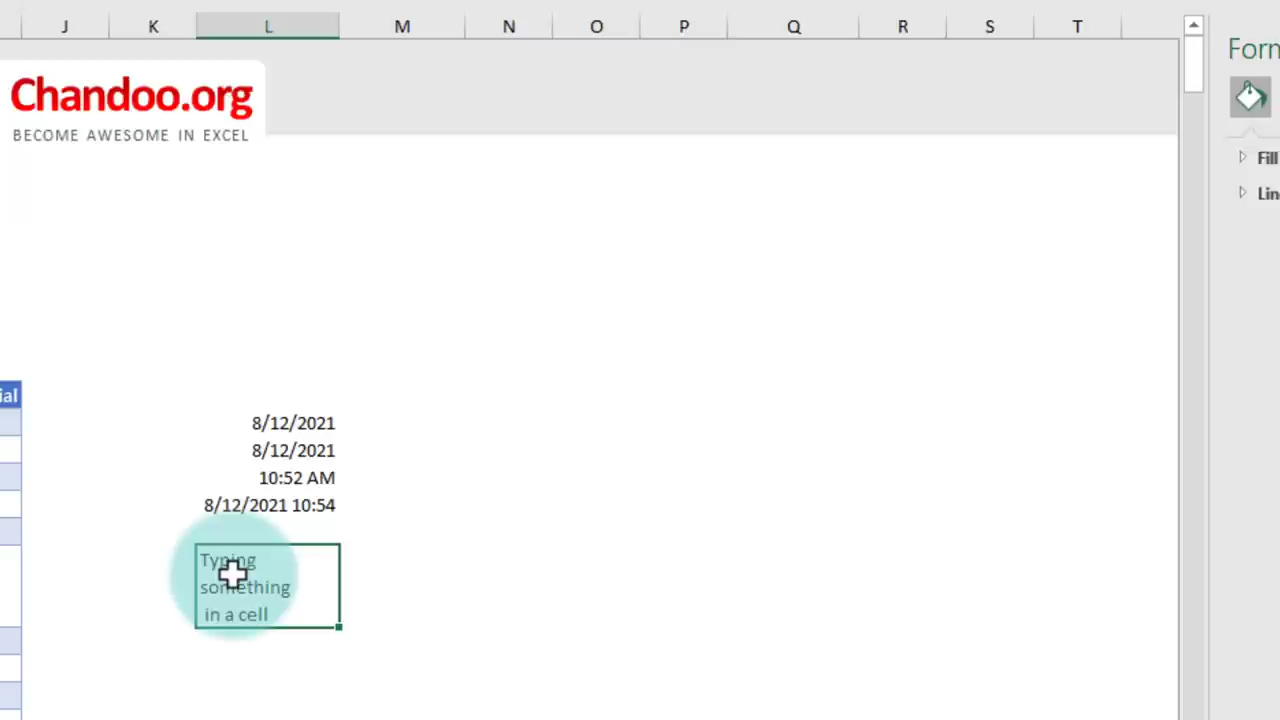 J K L M N O P Q R S T
Chandoo.org
BECOME AWESOME IN EXCEL
Form
Fill
Line
ial
8/12/2021
8/12/2021
10:52 AM
8/12/2021 10:54
Typing
something
in a cell